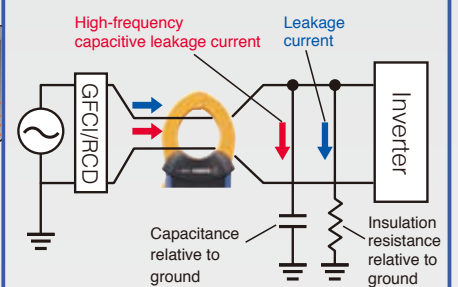 High-frequency
capacitive leakage current
Leakage
current
GFCI/RCD
Inverter
Capacitance
relative to
ground
Insulation
resistance
relative to
ground